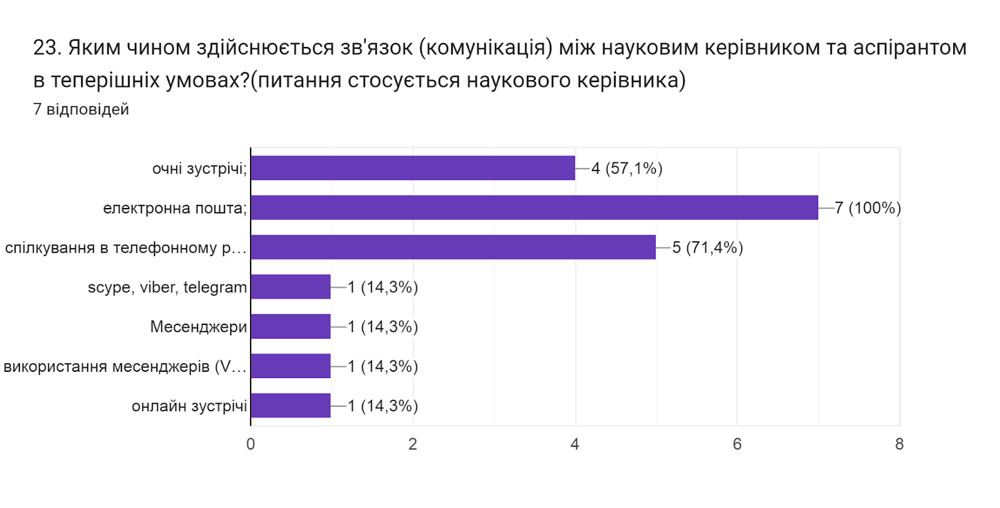 23. Яким чином здійснюється зв'язок (комунікація) між науковим керівником та аспірантом
в теперішніх умовах?(питання стосується наукового керівника)
7 відповідей
очні зустрічі;
4 (57,1%)
електронна пошта;
7 (100%)
спілкування в телефонному р…
5 (71,4%)
scype, viber, telegram
1 (14,3%)
Месенджери
1 (14,3%)
використання месенджерів (V…
1 (14,3%)
онлайн зустрічі
1 (14,3%)
0 2 4 6 8